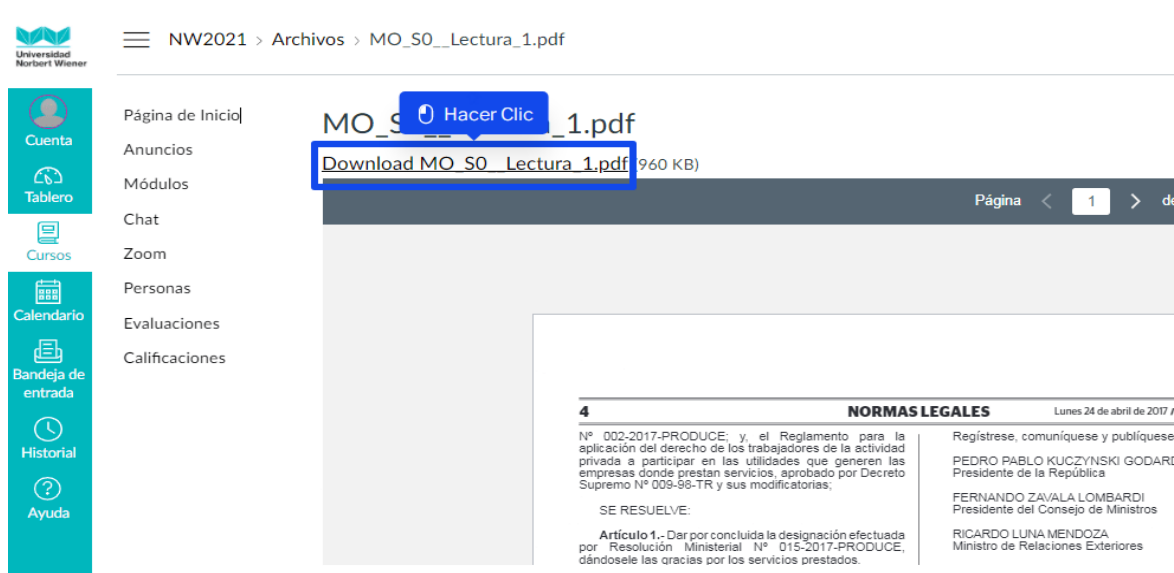 Universidad
Norbert Wiener
NW2021 > Archivos > MO_S0__Lectura_1.pdf
Cuenta
Tablero
Cursos
Calendario
Bandeja de
entrada
Historial
Ayuda
Página de Inicio
Anuncios
Módulos
Chat
Zoom
Personas
Evaluaciones
Calificaciones
MO_S
_1.pdf
Hacer Clic
Download MO_S0__Lectura_1.pdf (960 KB)
Página < 1 > de
4 NORMAS LEGALES Lunes 24 de abril de 2017 /
Nº 002-2017-PRODUCE; y, el Reglamento para la
aplicación del derecho de los trabajadores de la actividad
privada a participar en las utilidades que generen las
empresas donde prestan servicios, aprobado por Decreto
Supremo Nº 009-98-TR y sus modificatorias;
SE RESUELVE:
Artículo 1.- Dar por concluida la designación efectuada
por Resolución Ministerial Nº 015-2017-PRODUCE,
dándosele las gracias por los servicios prestados.
Regístrese, comuníquese y publíquese
PEDRO PABLO KUCZYNSKI GODARD
Presidente de la República
FERNANDO ZAVALA LOMBARDI
Presidente del Consejo de Ministros
RICARDO LUNA MENDOZA
Ministro de Relaciones Exteriores